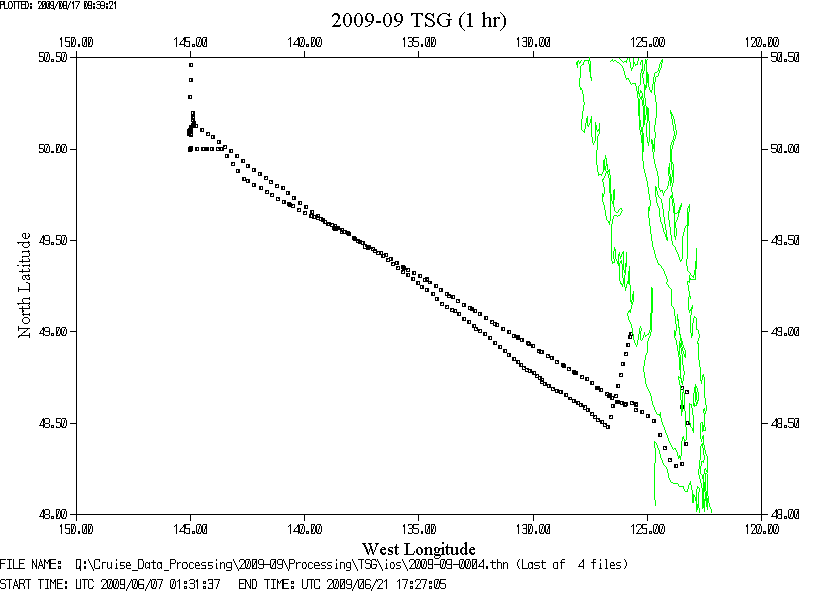 PLOTTED: 2009/09/17 09:39:21
2009-09 TSG (1 hr)
150.00 145.00 140.00 135.00 130.00 125.00 120.00
50.50 50.50
50.00 50.00
49.50 49.50
North Latitude
49.00 49.00
48.50 48.50
48.00 48.00
150.00 145.00 140.00 135.00 130.00 125.00 120.00
West Longitude
FILE NAME: Q:\Cruise_Data_Processing\2009-09\Processing\TSG\ios\2009-09-0004.thn (Last of 4 files)
START TIME: UTC 2009/06/07 01:31:37 END TIME: UTC 2009/06/21 17:27:05